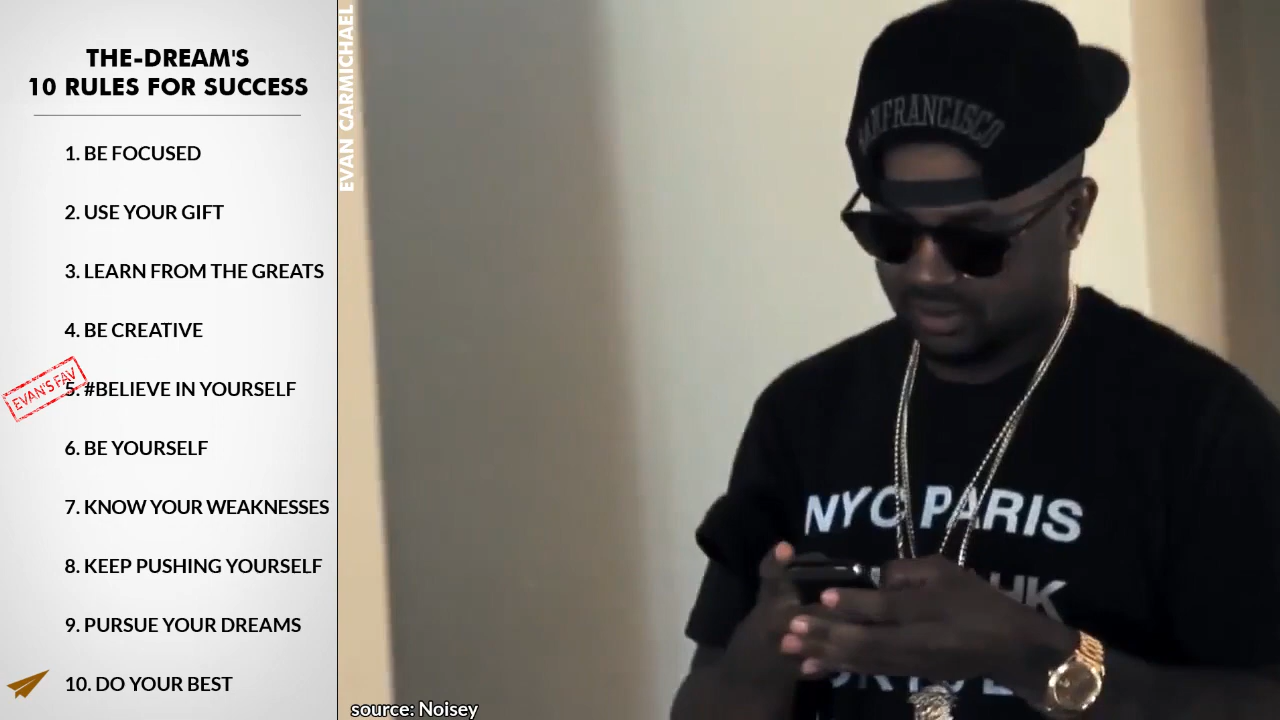 THE-DREAM'S
10 RULES FOR SUCCESS
1. BE FOCUSED
2. USE YOUR GIFT
3. LEARN FROM THE GREATS
4. BE CREATIVE
EVAN'S FAV
5. #BELIEVE IN YOURSELF
6. BE YOURSELF
7. KNOW YOUR WEAKNESSES
8. KEEP PUSHING YOURSELF
9. PURSUE YOUR DREAMS
10. DO YOUR BEST
EVAN CARMICHAEL
NYC PARIS
source: Noisey